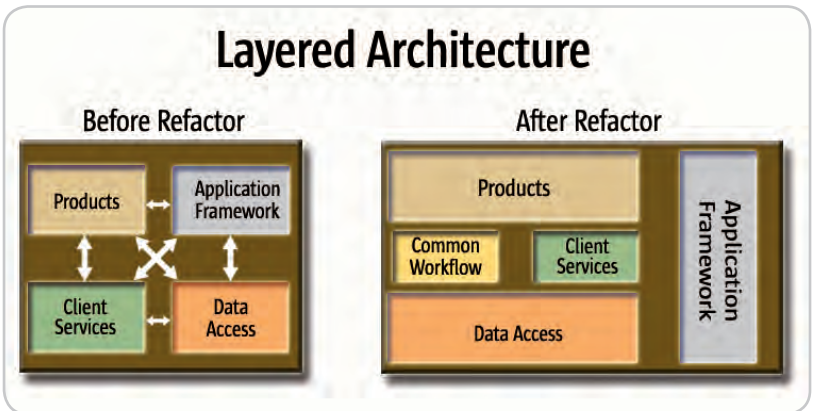 Layered Architecture
Before Refactor
Products
Application
Framework
Client
Services
Data
Access
After Refactor
Products
Common
Workflow
Client
Services
Data Access
Application
Framework